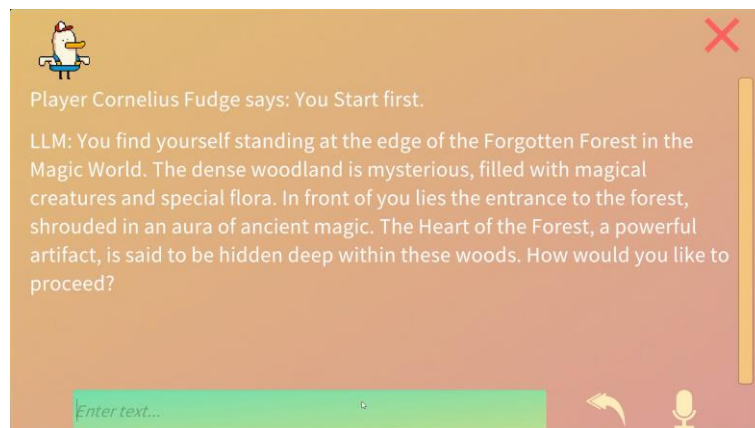 Player Cornelius Fudge says: You Start first.
LLM: You find yourself standing at the edge of the Forgotten Forest in the
Magic World. The dense woodland is mysterious, filled with magical
creatures and special flora. In front of you lies the entrance to the forest,
shrouded in an aura of ancient magic. The Heart of the Forest, a powerful
artifact, is said to be hidden deep within these woods. How would you like to
proceed?
Enter text...